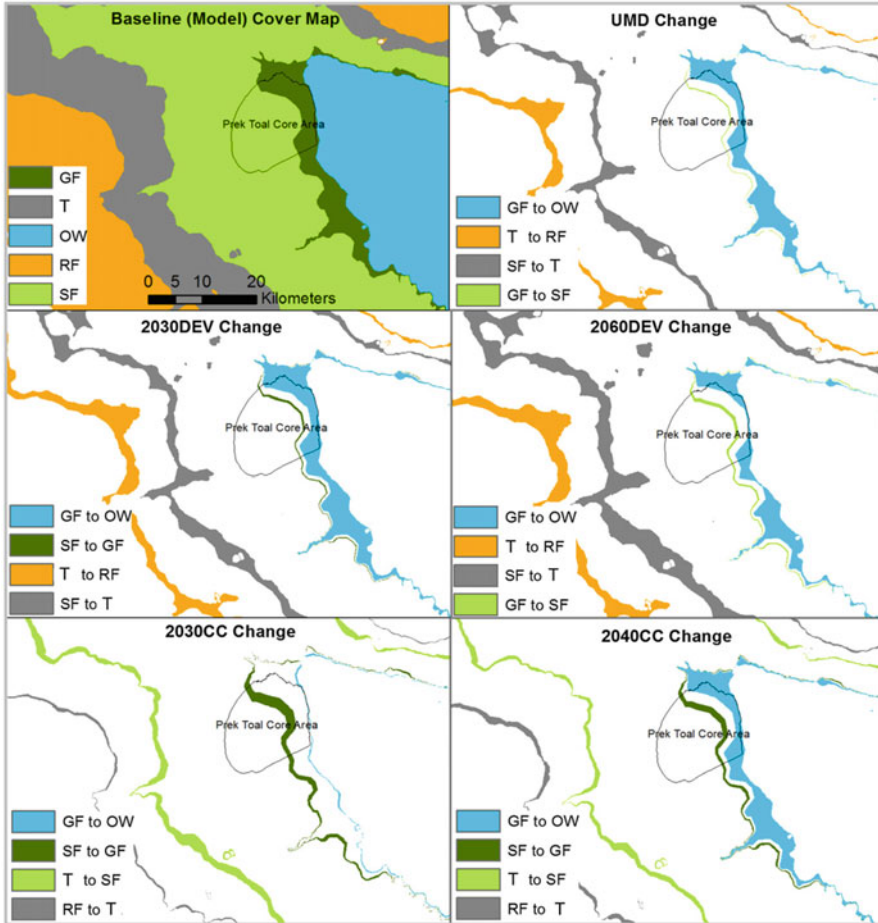 Baseline (Model) Cover Map
Prek Toal Core Area
GF
T
OW
RF
SF
0 5 10 20
Kilometers
UMD Change
Prek Toal Core Area
GF to OW
T to RF
SF to T
GF to SF
2030DEV Change
Prek Toal Core Area
GF to OW
SF to GF
T to RF
SF to T
2060DEV Change
Prek Toal Core Area
GF to OW
T to RF
SF to T
GF to SF
2030CC Change
Prek Toal Core Area
GF to OW
SF to GF
T to SF
RF to T
2040CC Change
Prek Toal Core Area
GF to OW
SF to GF
T to SF
RF to T